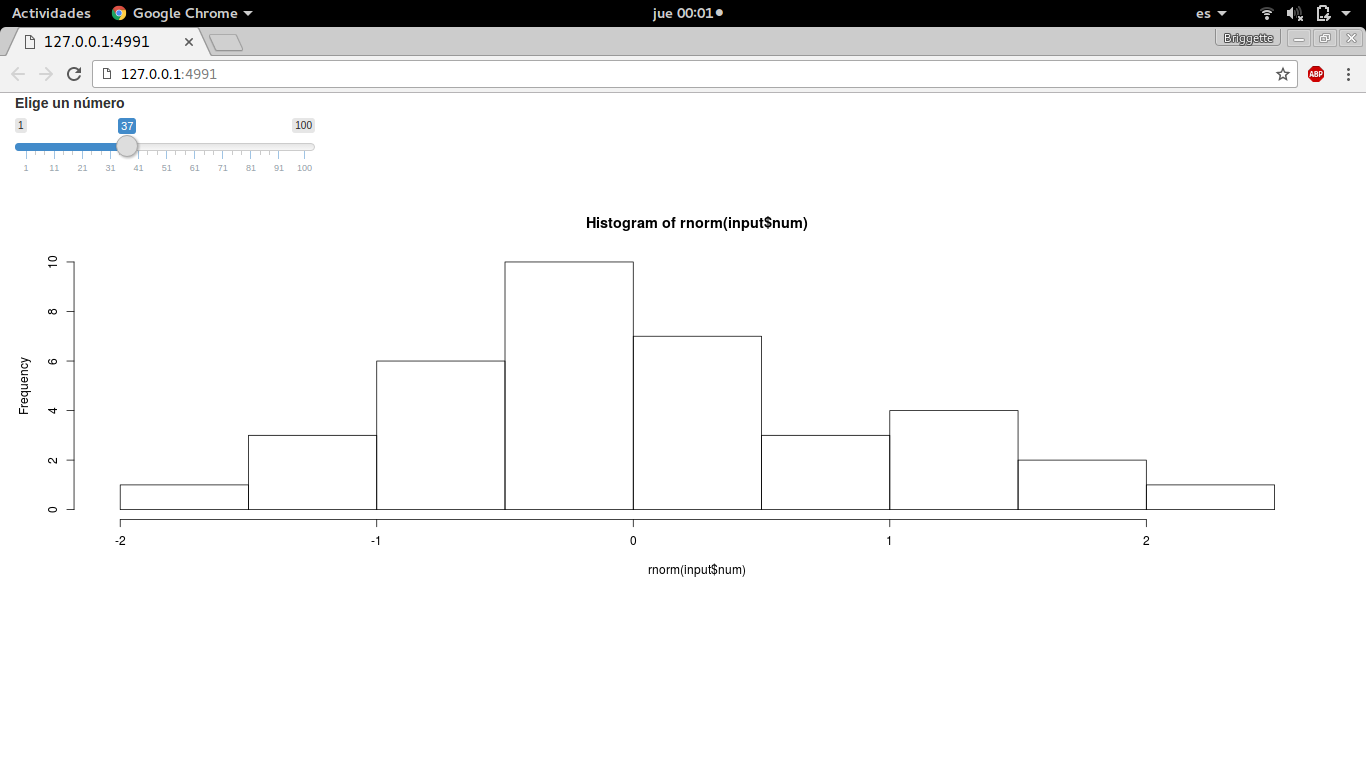 Actividades Google Chrome jue 00:01 es
127.0.0.1:4991 Briggette
127.0.0.1:4991 ABP
Elige un número
1 37 100
1 11 21 31 41 51 61 71 81 91 100
Histogram of rnorm(input$num)
Frequency
10
8
6
4
2
0
-2 -1 0 1 2
rnorm(input$num)